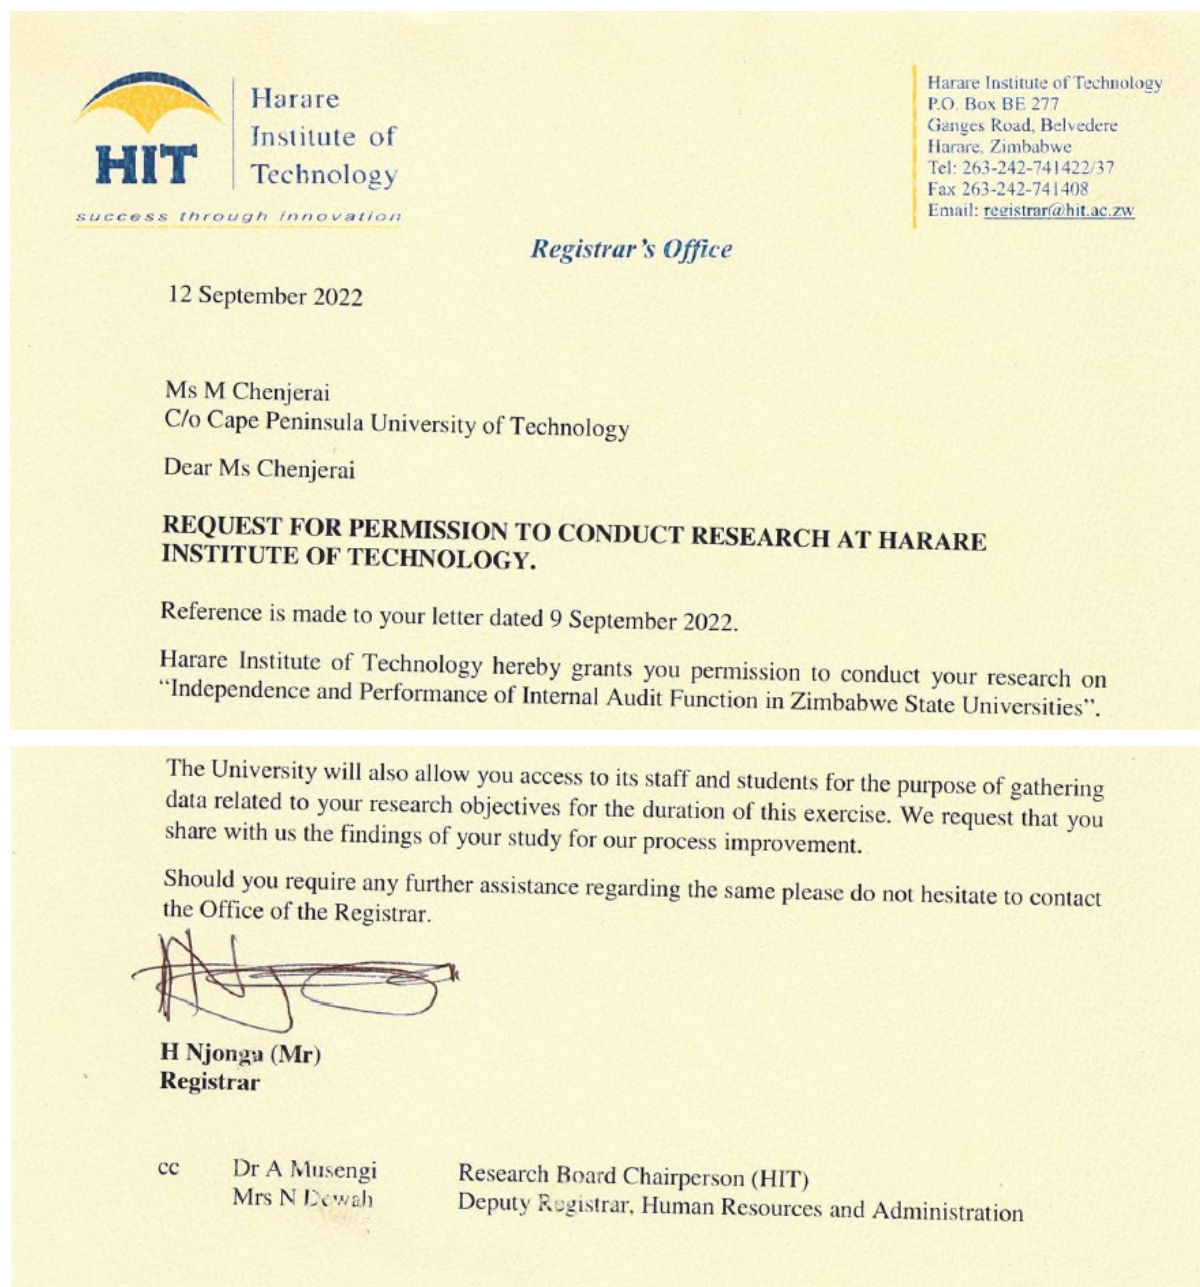 HIT
Harare
Institute of
Technology
success through innovation
Harare Institute of Technology
P.O. Box BE 277
Ganges Road, Belvedere
Harare, Zimbabwe
Tel: 263-242-741422/37
Fax 263-242-741408
Email: registrar@hit.ac.zw
Registrar's Office
12 September 2022
Ms M Chenjerai
C/o Cape Peninsula University of Technology
Dear Ms Chenjerai
REQUEST FOR PERMISSION TO CONDUCT RESEARCH AT HARARE
INSTITUTE OF TECHNOLOGY.
Reference is made to your letter dated 9 September 2022.
Harare Institute of Technology hereby grants you permission to conduct your research on
“Independence and Performance of Internal Audit Function in Zimbabwe State Universities”.
The University will also allow you access to its staff and students for the purpose of gathering
data related to your research objectives for the duration of this exercise. We request that you
share with us the findings of your study for our process improvement.
Should you require any further assistance regarding the same please do not hesitate to contact
the Office of the Registrar.
H Njonga (Mr)
Registrar
cc Dr A Musengi Research Board Chairperson (HIT)
Mrs N Dewah Deputy Registrar, Human Resources and Administration